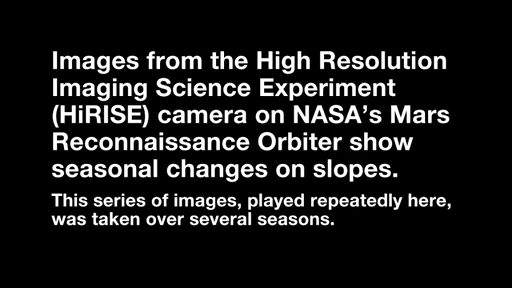 Images from the High Resolution
Imaging Science Experiment
(HiRISE) camera on NASA's Mars
Reconnaissance Orbiter show
seasonal changes on slopes.
This series of images, played repeatedly here,
was taken over several seasons.